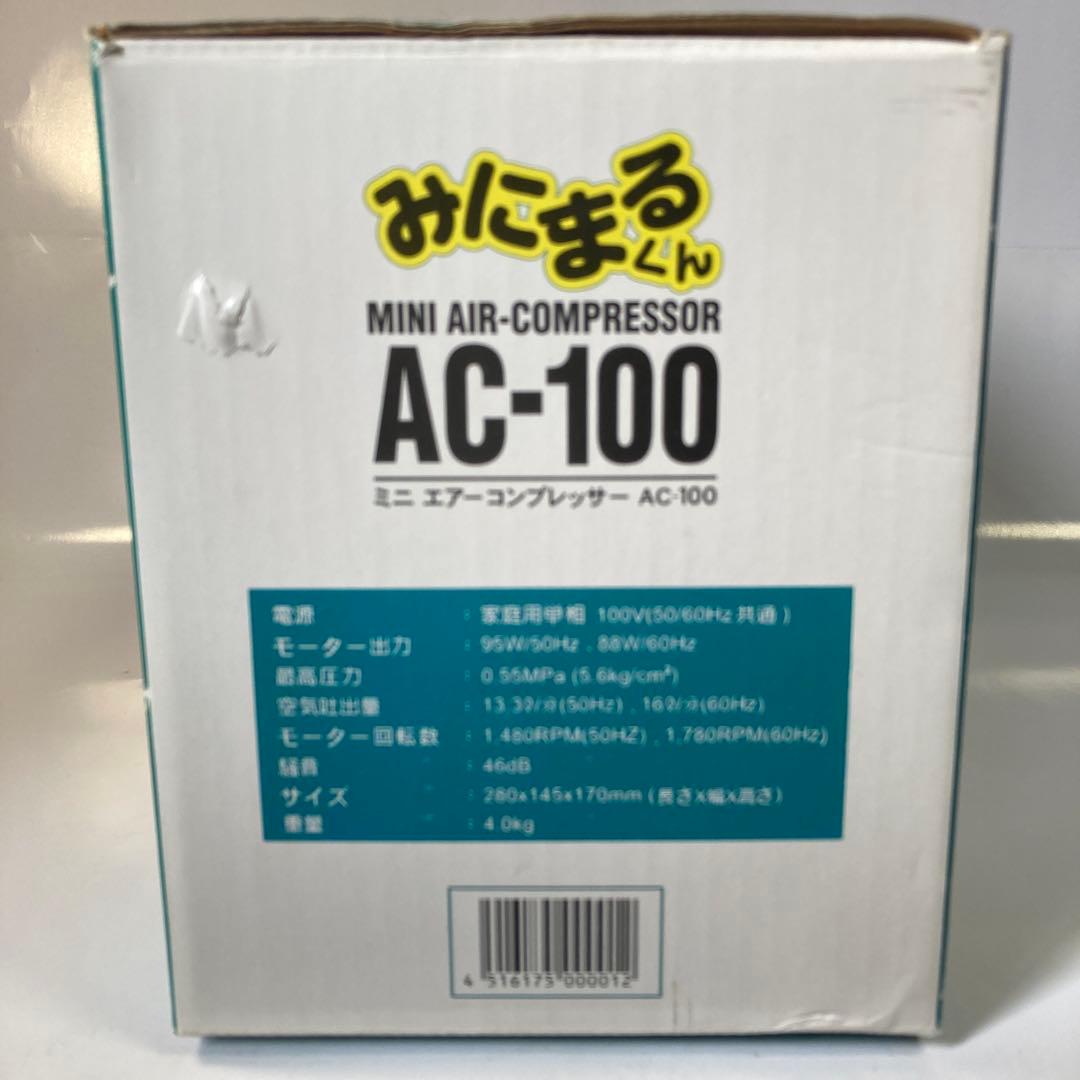 みにまるくん
MINI AIR-COMPRESSOR
AC-100
ミニ エアーコンプレッサー AC-100
電源 : 家庭用単相 100V(50/60Hz 共通)
モーター出力 : 95W/50Hz , 88W/60Hz
最高圧力 : 0.55MPa (5.6kg/cm²)
空気吐出量 : 13.3ℓ/分(50Hz) , 16ℓ/分(60Hz)
モーター回転数 : 1,480RPM(50HZ) , 1,780RPM(60Hz)
騒音 : 46dB
サイズ : 280x145x170mm (長さx幅x高さ)
重量 : 4.0kg
4 516175 000012